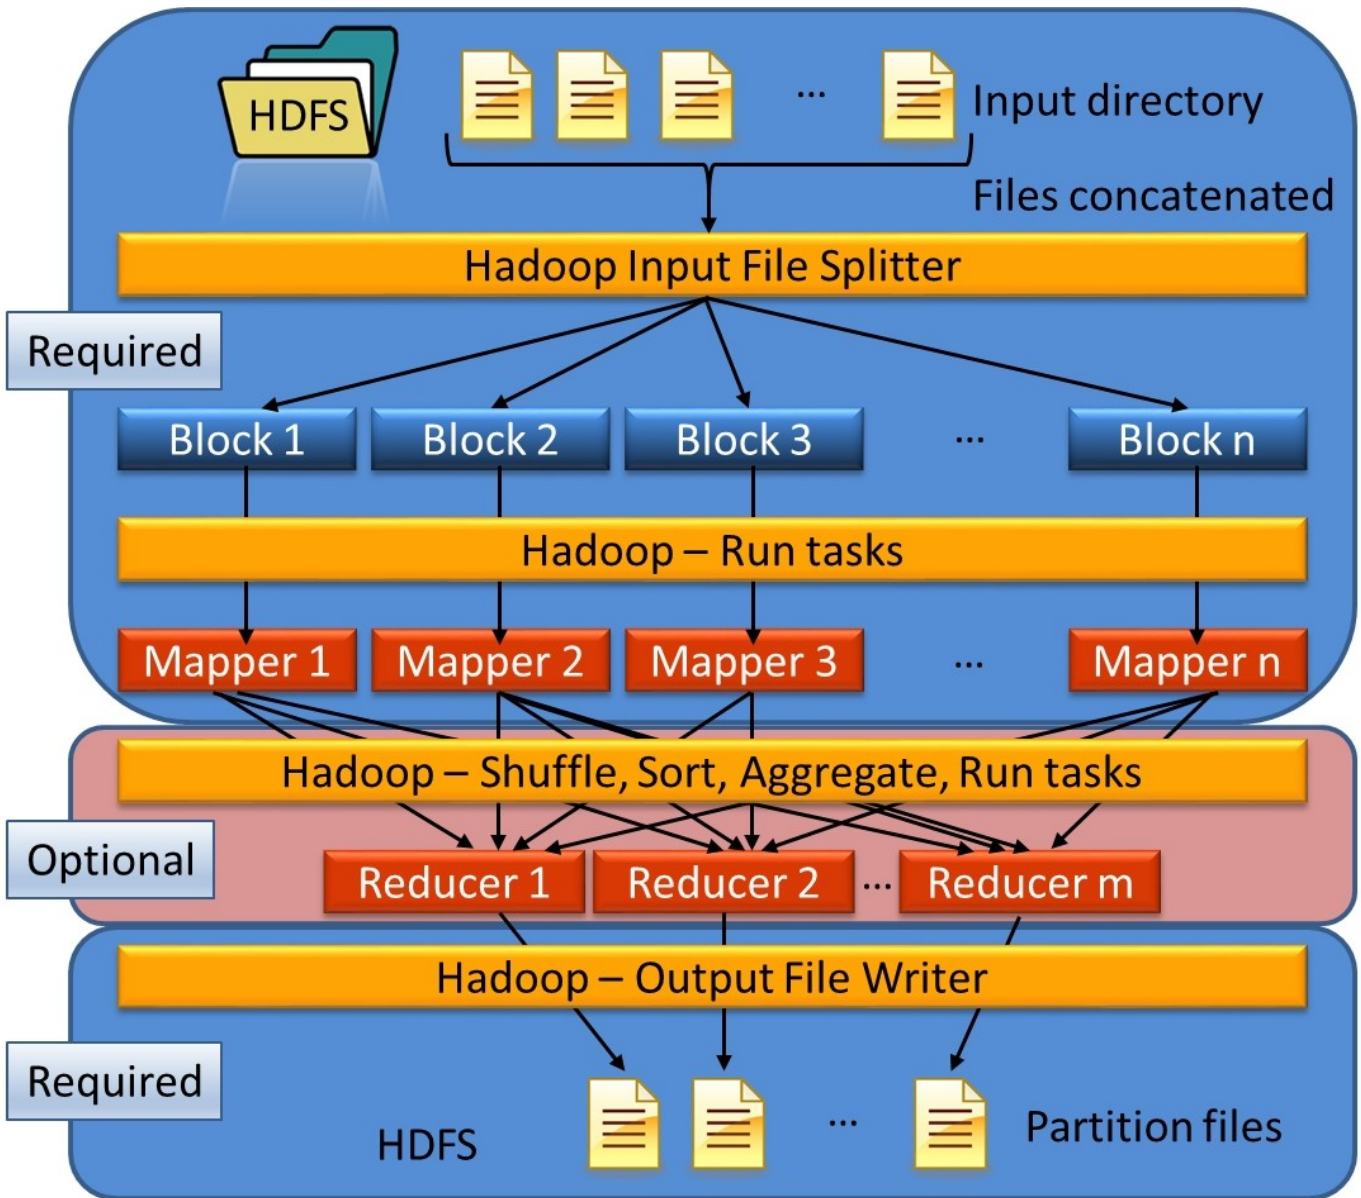 HDFS
...
Input directory
Files concatenated
Hadoop Input File Splitter
Required
Block 1 Block 2 Block 3 ... Block n
Hadoop – Run tasks
Mapper 1 Mapper 2 Mapper 3 ... Mapper n
Hadoop – Shuffle, Sort, Aggregate, Run tasks
Optional
Reducer 1 Reducer 2 ... Reducer m
Hadoop – Output File Writer
Required
HDFS
...
Partition files